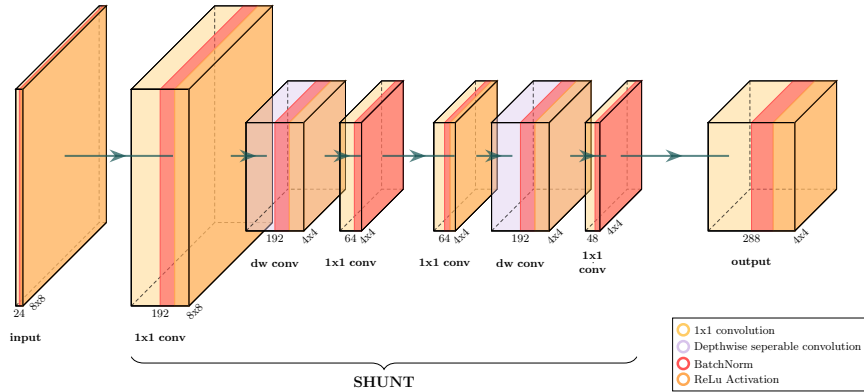 24
8x8
input
192
8x8
1x1 conv
192
4x4
dw conv
64
4x4
1x1 conv
64
4x4
1x1 conv
192
4x4
dw conv
48
4x4
1x1
conv
288
4x4
output
SHUNT
1x1 convolution
Depthwise seperable convolution
BatchNorm
ReLu Activation